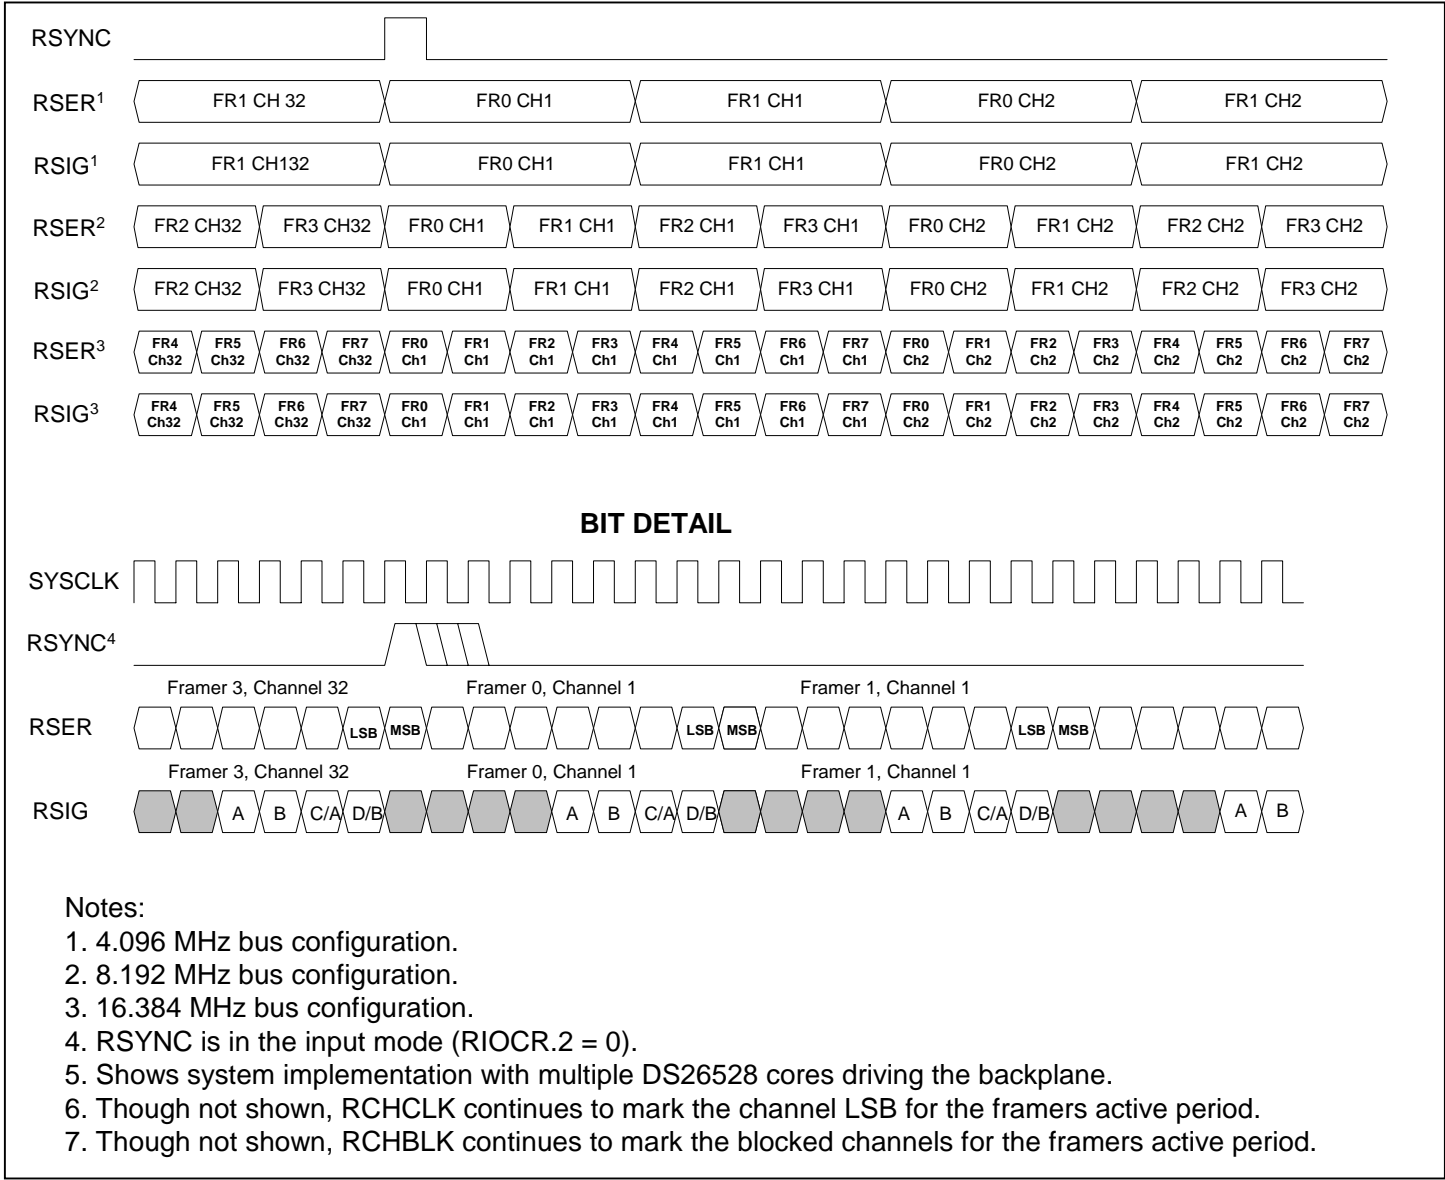 RSYNC
RSER1 FR1 CH 32 FR0 CH1 FR1 CH1 FR0 CH2 FR1 CH2
RSIG1 FR1 CH132 FR0 CH1 FR1 CH1 FR0 CH2 FR1 CH2
RSER2 FR2 CH32 FR3 CH32 FR0 CH1 FR1 CH1 FR2 CH1 FR3 CH1 FR0 CH2 FR1 CH2 FR2 CH2 FR3 CH2
RSIG2 FR2 CH32 FR3 CH32 FR0 CH1 FR1 CH1 FR2 CH1 FR3 CH1 FR0 CH2 FR1 CH2 FR2 CH2 FR3 CH2
FR4 FR5 FR6 FR7 FR0 FR1 FR2 FR3 FR4 FR5 FR6 FR7 FR0 FR1 FR2 FR3 FR4 FR5 FR6 FR7
RSER3 Ch32 Ch32 Ch32 Ch32 Ch1 Ch1 Ch1 Ch1 Ch1 Ch1 Ch1 Ch1 Ch2 Ch2 Ch2 Ch2 Ch2 Ch2 Ch2 Ch2
FR4 FR5 FR6 FR7 FR0 FR1 FR2 FR3 FR4 FR5 FR6 FR7 FR0 FR1 FR2 FR3 FR4 FR5 FR6 FR7
RSIG3 Ch32 Ch32 Ch32 Ch32 Ch1 Ch1 Ch1 Ch1 Ch1 Ch1 Ch1 Ch1 Ch2 Ch2 Ch2 Ch2 Ch2 Ch2 Ch2 Ch2
BIT DETAIL
SYSCLK
RSYNC4
Framer 3, Channel 32 Framer 0, Channel 1 Framer 1, Channel 1
RSER LSB MSB LSB MSB LSB MSB
Framer 3, Channel 32 Framer 0, Channel 1 Framer 1, Channel 1
RSIG A B C/A D/B A B C/A D/B A B C/A D/B A B
Notes:
1. 4.096 MHz bus configuration.
2. 8.192 MHz bus configuration.
3. 16.384 MHz bus configuration.
4. RSYNC is in the input mode (RIOCR.2 = 0).
5. Shows system implementation with multiple DS26528 cores driving the backplane.
6. Though not shown, RCHCLK continues to mark the channel LSB for the framers active period.
7. Though not shown, RCHBLK continues to mark the blocked channels for the framers active period.